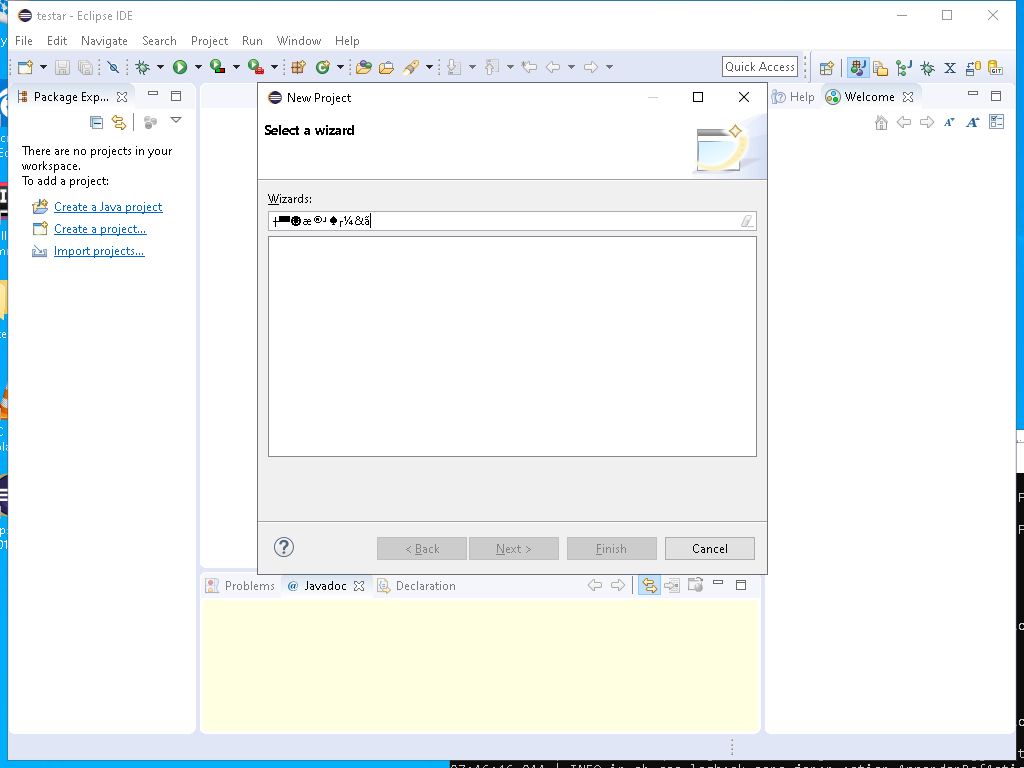 testar - Eclipse IDE
File Edit Navigate Search Project Run Window Help
Quick Access
Package Exp...
There are no projects in your
workspace.
To add a project:
Create a Java project
Create a project...
Import projects...
New Project
Select a wizard
Wizards:
< Back
Next >
Finish
Cancel
Help
Welcome
Problems
@ Javadoc
Declaration